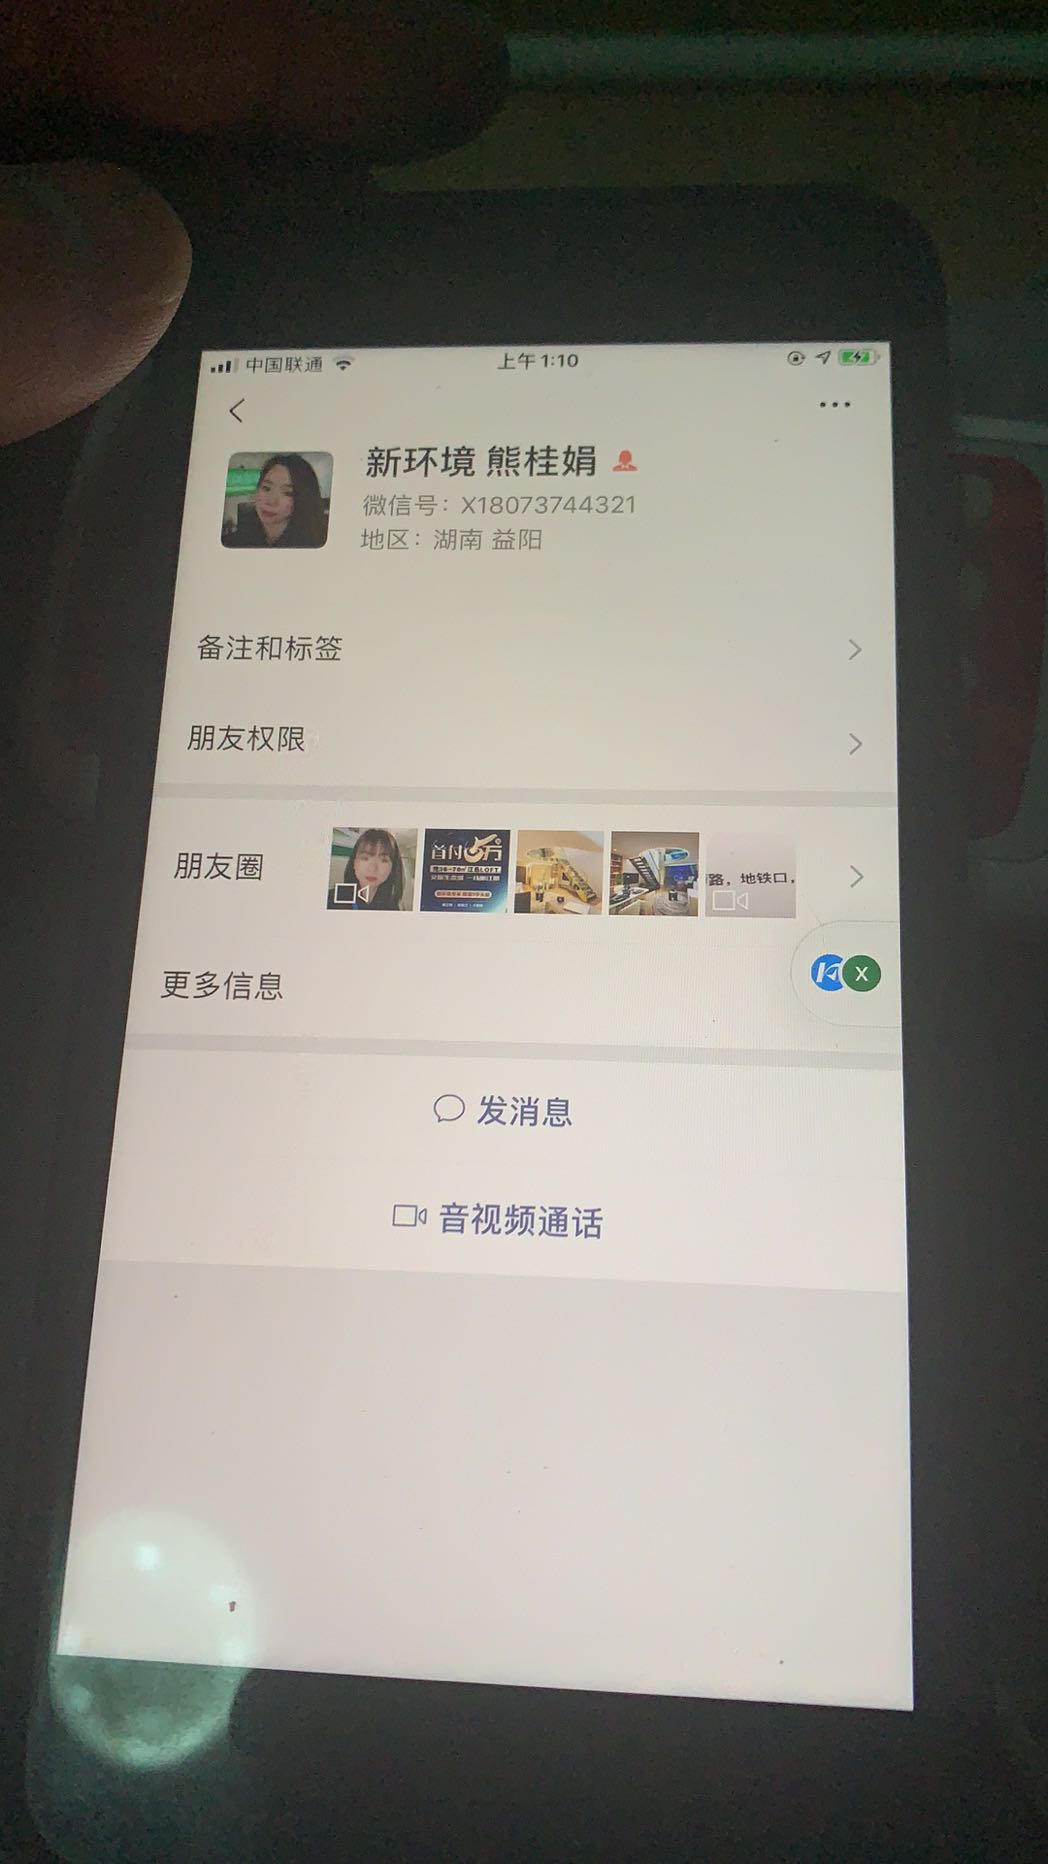 中国联通
上午1:10
新环境 熊桂娟
微信号：X18073744321
地区：湖南 益阳
备注和标签
朋友权限
朋友圈
首付6万
路，地铁口，
更多信息
X
发消息
音视频通话